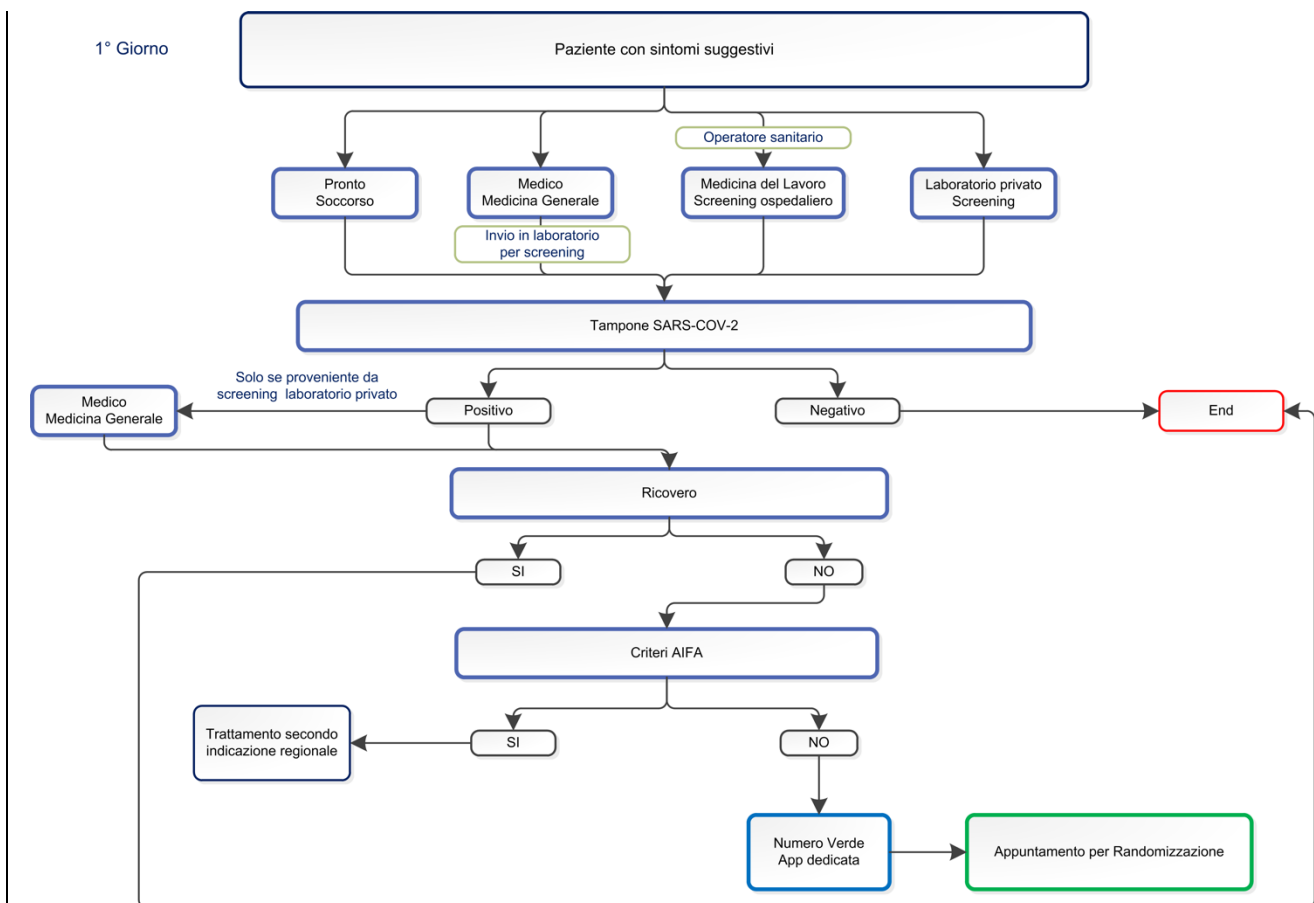 1° Giorno
Paziente con sintomi suggestivi
Operatore sanitario
Pronto
Soccorso
Medico
Medicina Generale
Medicina del Lavoro
Screening ospedaliero
Laboratorio privato
Screening
Invio in laboratorio
per screening
Tampone SARS-COV-2
Solo se proveniente da
screening laboratorio privato
Medico
Medicina Generale
Positivo
Negativo
End
Ricovero
SI
NO
Criteri AIFA
Trattamento secondo
indicazione regionale
SI
NO
Numero Verde
App dedicata
Appuntamento per Randomizzazione